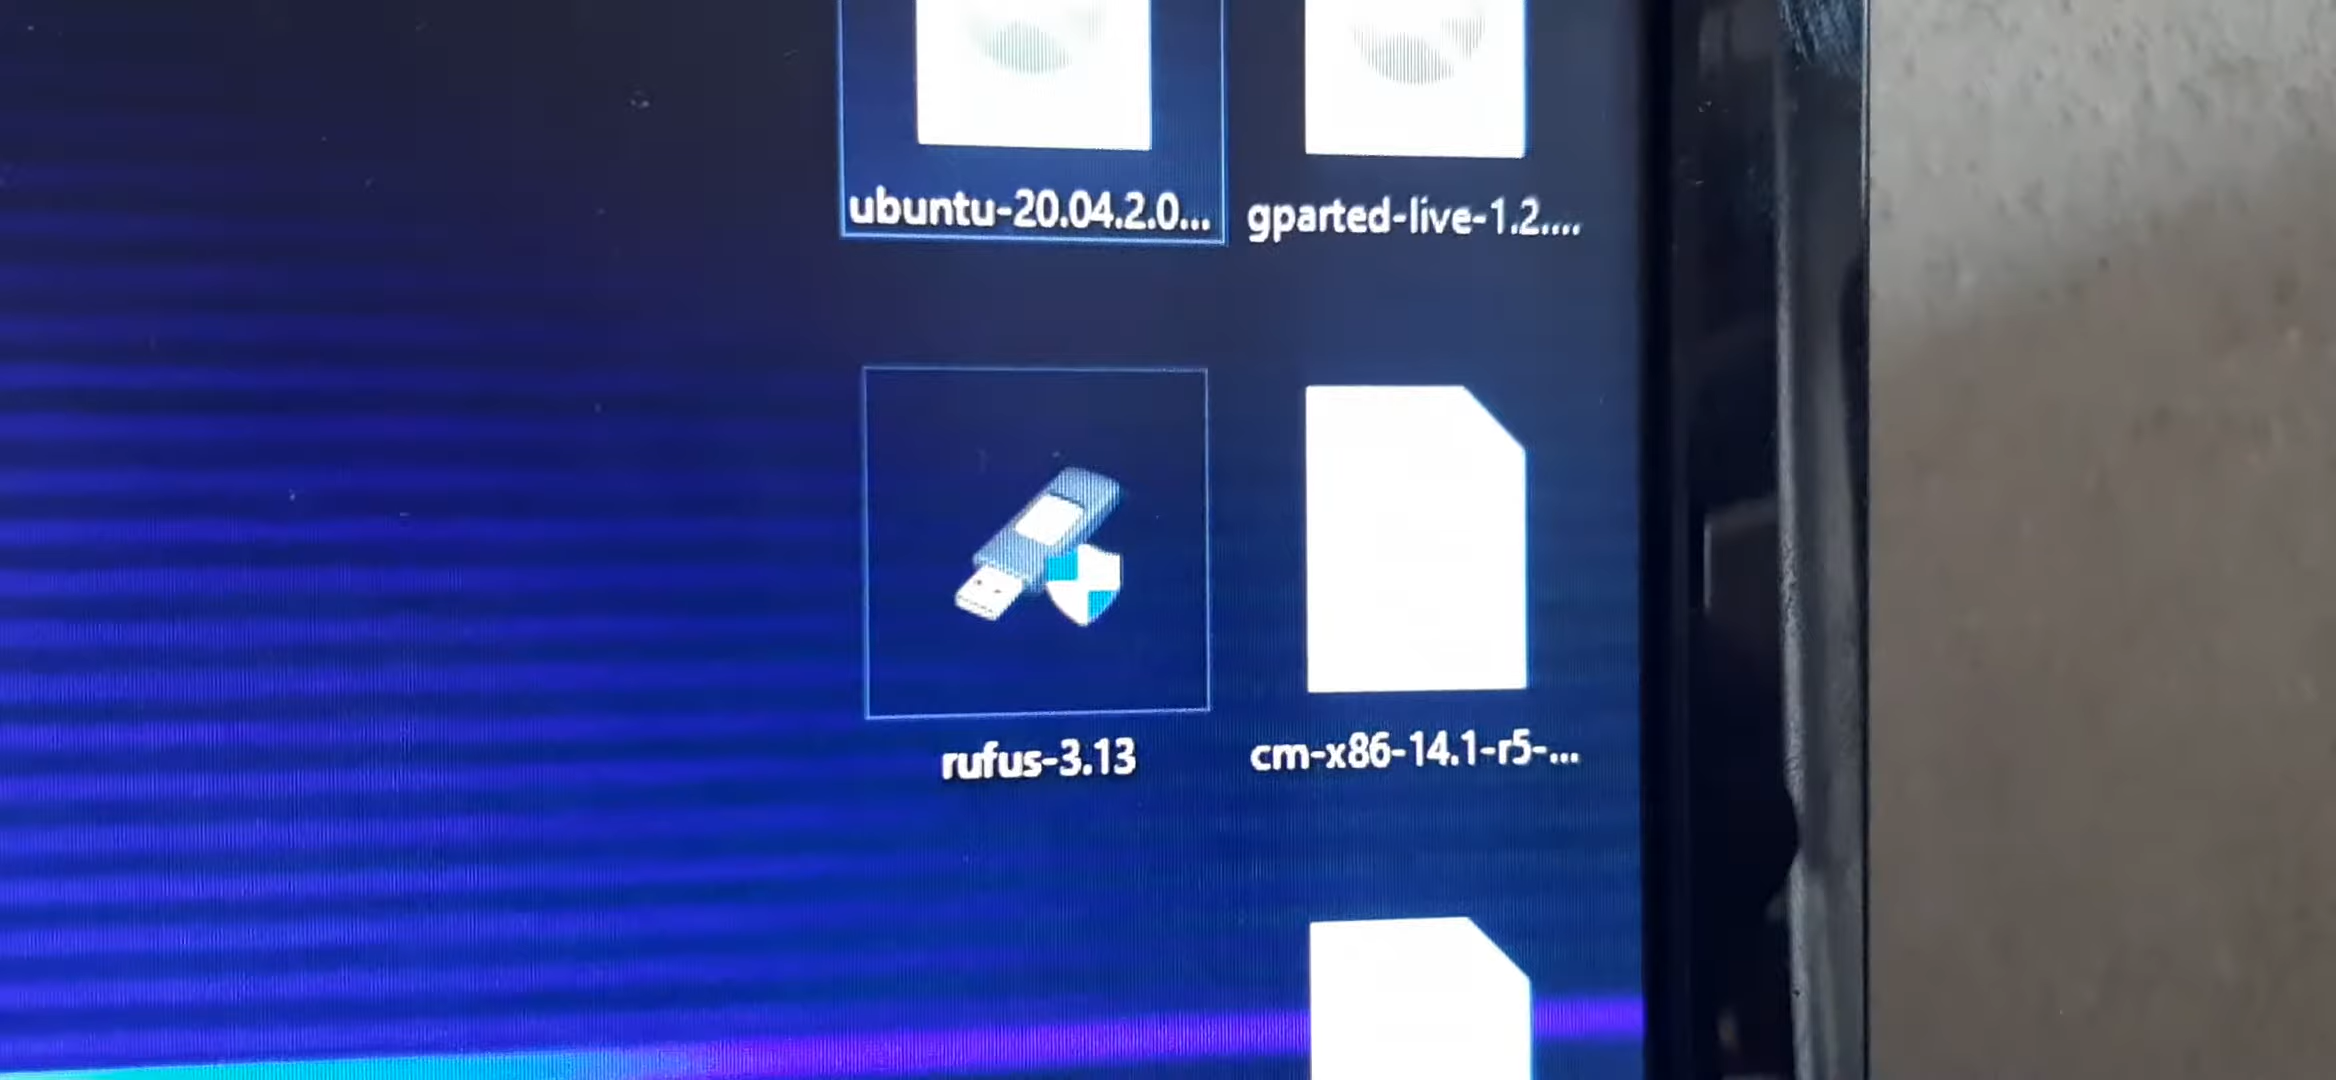 ubuntu-20.04.2.0...
gparted-live-1.2....
rufus-3.13
cm-x86-14.1-r5-...